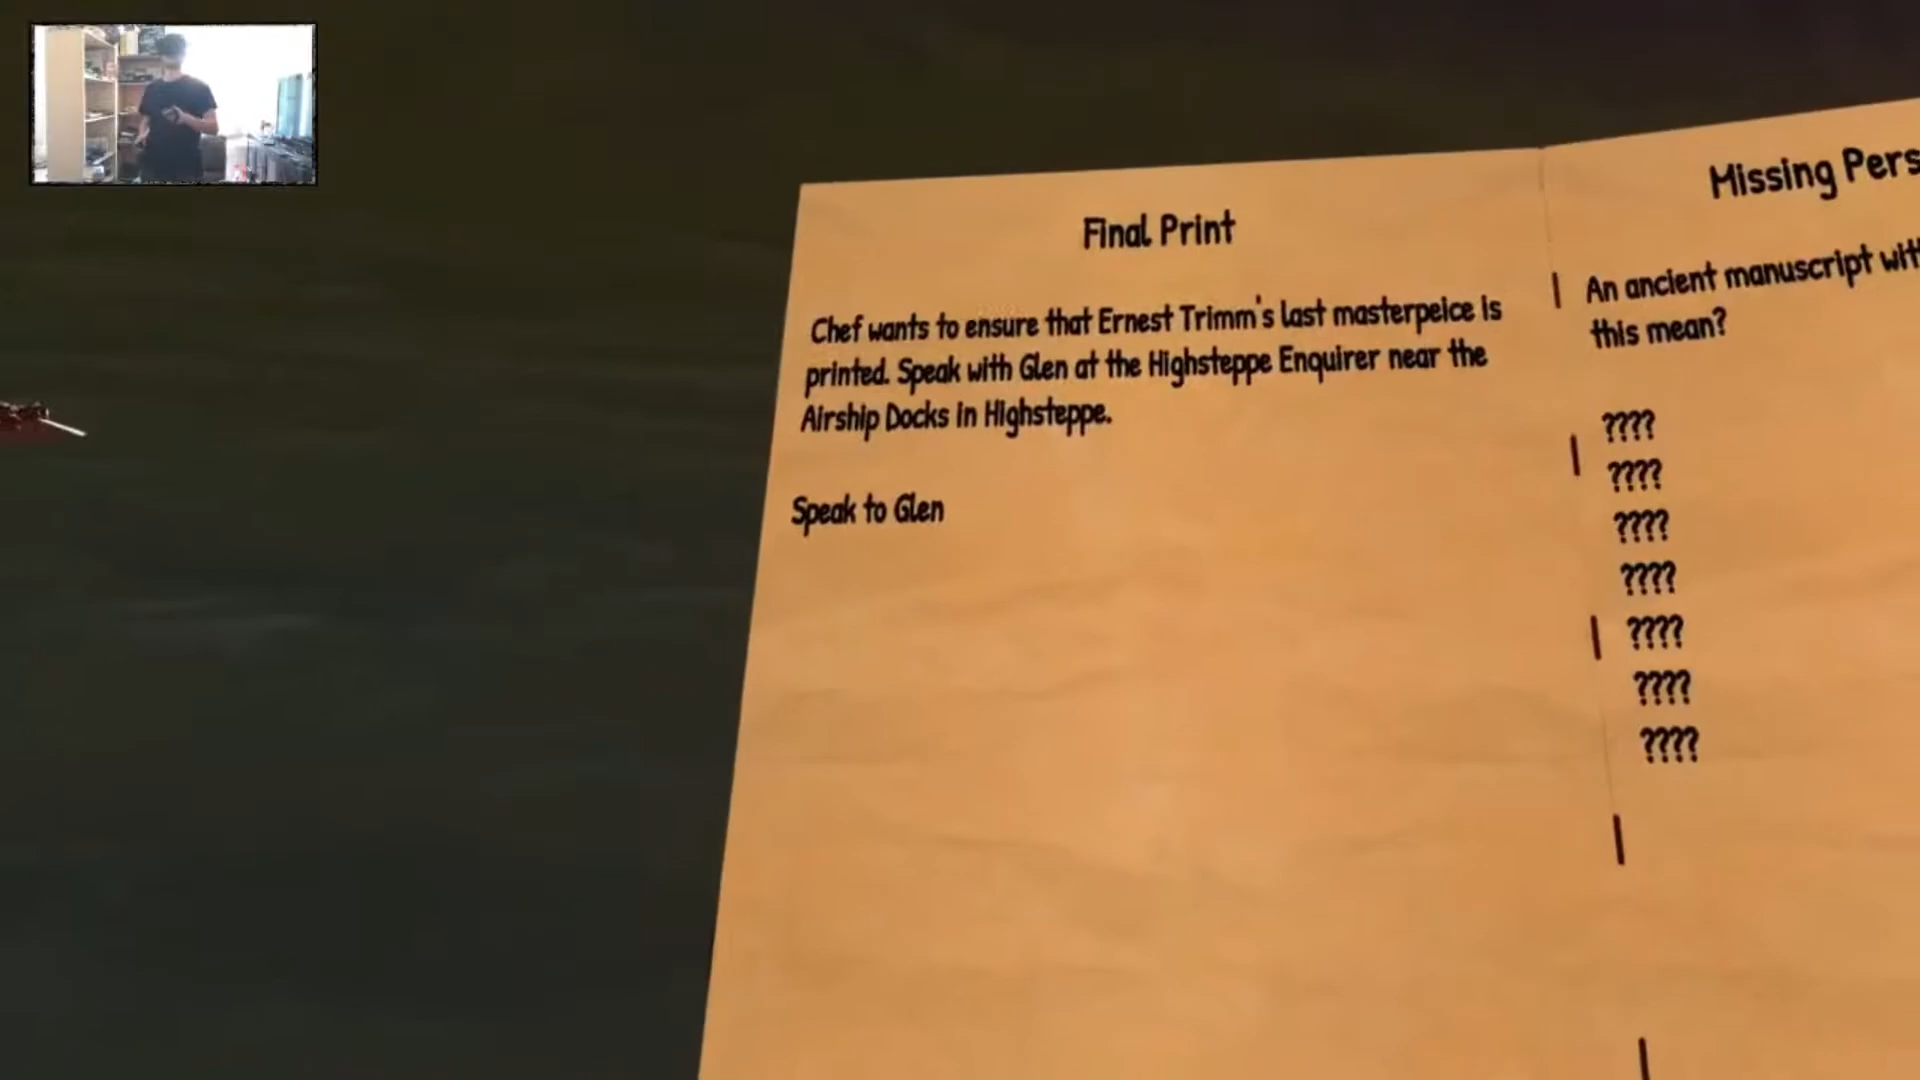 Final Print
Chef wants to ensure that Ernest Trimm's last masterpeice is
printed. Speak with Glen at the Highsteppe Enquirer near the
Airship Docks in Highsteppe.
Speak to Glen
Missing Pers
An ancient manuscript wit
this mean?
????
????
????
????
????
????
????